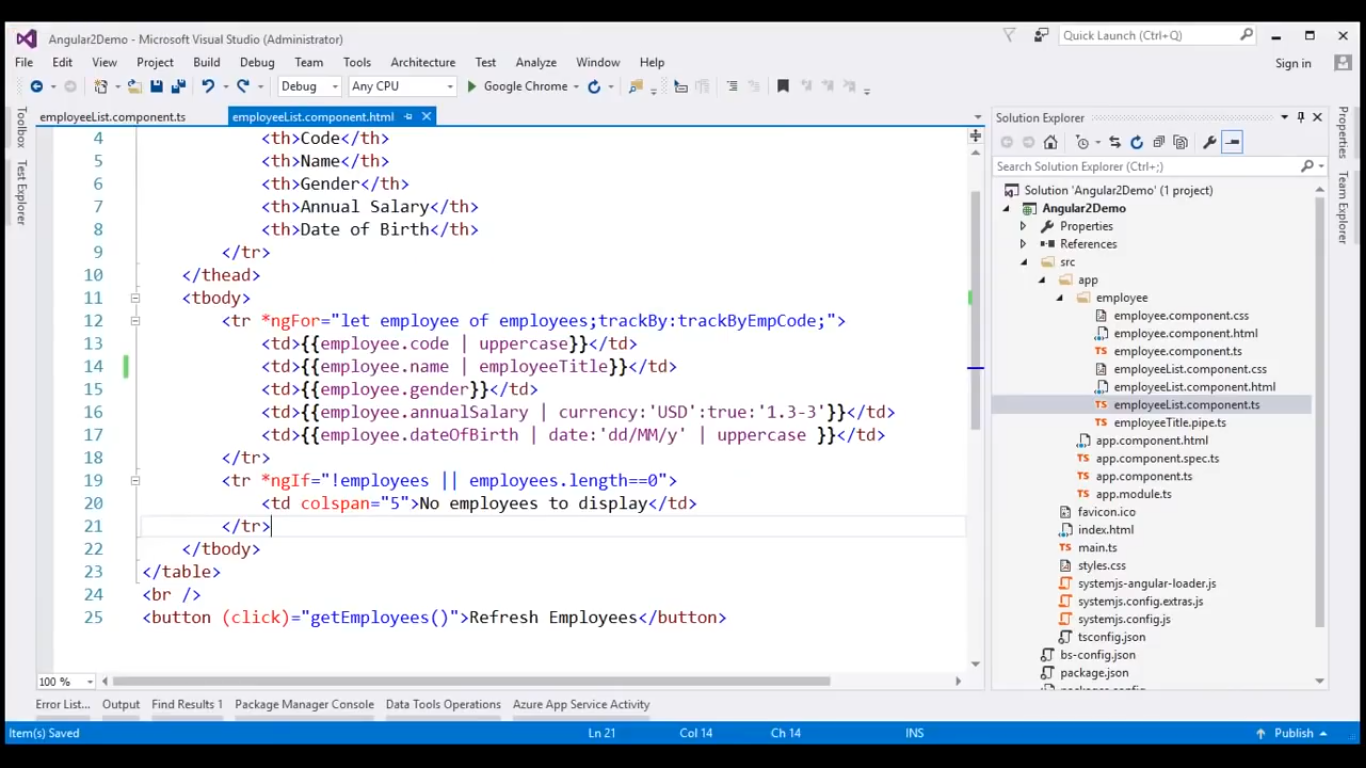 Angular2Demo - Microsoft Visual Studio (Administrator)
Quick Launch (Ctrl+Q)
File Edit View Project Build Debug Team Tools Architecture Test Analyze Window Help
Sign in
Debug Any CPU Google Chrome
Toolbox
Test Explorer
employeeList.component.ts employeeList.component.html
4 <th>Code</th>
5 <th>Name</th>
6 <th>Gender</th>
7 <th>Annual Salary</th>
8 <th>Date of Birth</th>
9 </tr>
10 </thead>
11 <tbody>
12 <tr *ngFor="let employee of employees;trackBy:trackByEmpCode;">
13 <td>{{employee.code | uppercase}}</td>
14 <td>{{employee.name | employeeTitle}}</td>
15 <td>{{employee.gender}}</td>
16 <td>{{employee.annualSalary | currency:'USD':true:'1.3-3'}}</td>
17 <td>{{employee.dateOfBirth | date:'dd/MM/y' | uppercase }}</td>
18 </tr>
19 <tr *ngIf="!employees || employees.length==0">
20 <td colspan="5">No employees to display</td>
21 </tr>
22 </tbody>
23 </table>
24 <br />
25 <button (click)="getEmployees()">Refresh Employees</button>
100 %
Solution Explorer
Search Solution Explorer (Ctrl+;)
Solution 'Angular2Demo' (1 project)
Angular2Demo
Properties
References
src
app
employee
employee.component.css
employee.component.html
TS employee.component.ts
employeeList.component.css
employeeList.component.html
TS employeeList.component.ts
TS employeeTitle.pipe.ts
app.component.html
TS app.component.spec.ts
TS app.component.ts
TS app.module.ts
favicon.ico
index.html
TS main.ts
styles.css
systemjs-angular-loader.js
systemjs.config.extras.js
systemjs.config.js
tsconfig.json
bs-config.json
package.json
Properties
Team Explorer
Error List... Output Find Results 1 Package Manager Console Data Tools Operations Azure App Service Activity
Item(s) Saved Ln 21 Col 14 Ch 14 INS Publish